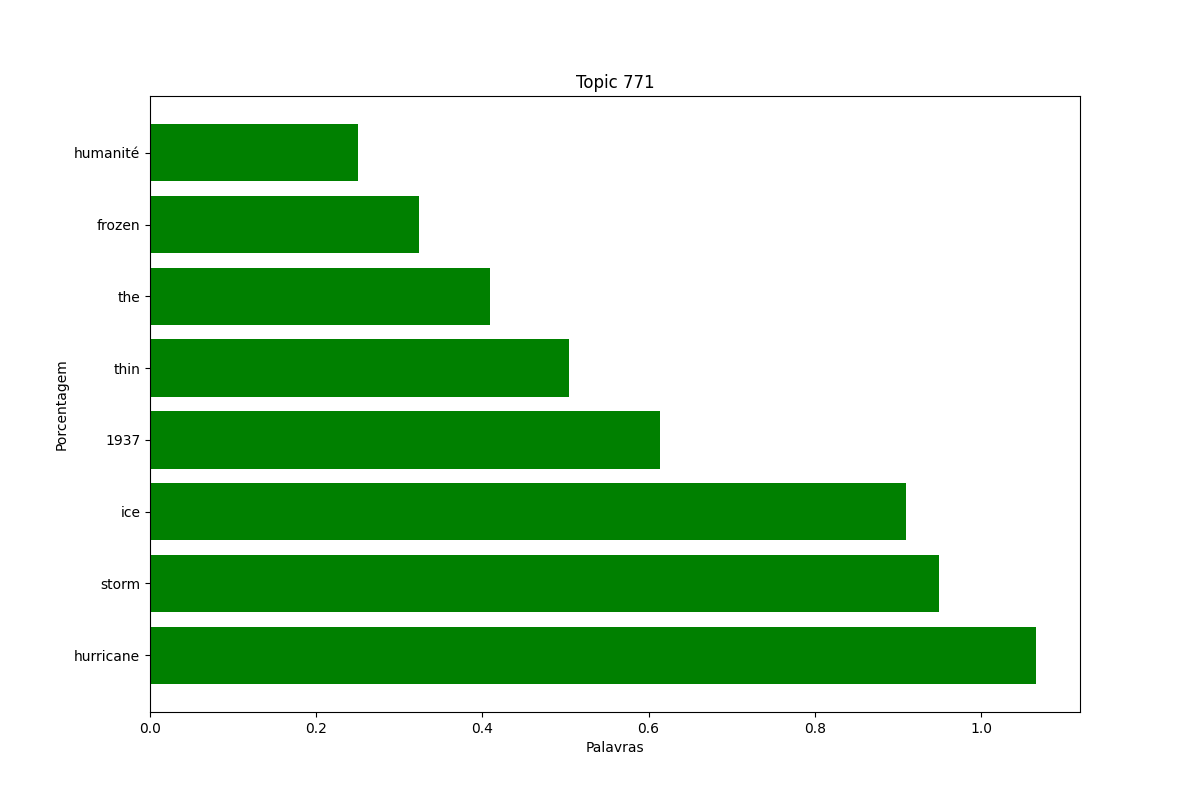 Topic 771
humanité
frozen
the
thin
1937
ice
storm
hurricane
Porcentagem
0.0 0.2 0.4 0.6 0.8 1.0
Palavras